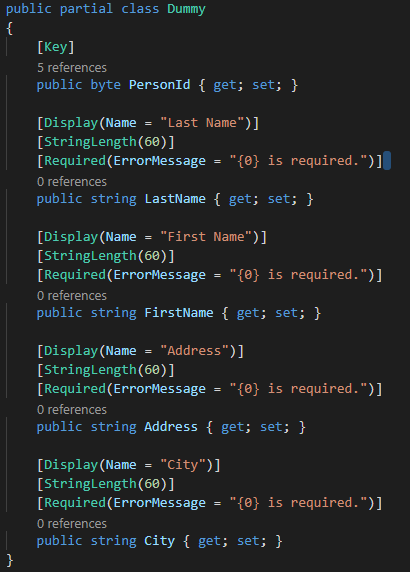 public partial class Dummy
{
[Key]
5 references
public byte PersonId { get; set; }
[Display(Name = "Last Name")]
[StringLength(60)]
[Required(ErrorMessage = "{0} is required.")]
0 references
public string LastName { get; set; }
[Display(Name = "First Name")]
[StringLength(60)]
[Required(ErrorMessage = "{0} is required.")]
0 references
public string FirstName { get; set; }
[Display(Name = "Address")]
[StringLength(60)]
[Required(ErrorMessage = "{0} is required.")]
0 references
public string Address { get; set; }
[Display(Name = "City")]
[StringLength(60)]
[Required(ErrorMessage = "{0} is required.")]
0 references
public string City { get; set; }
}